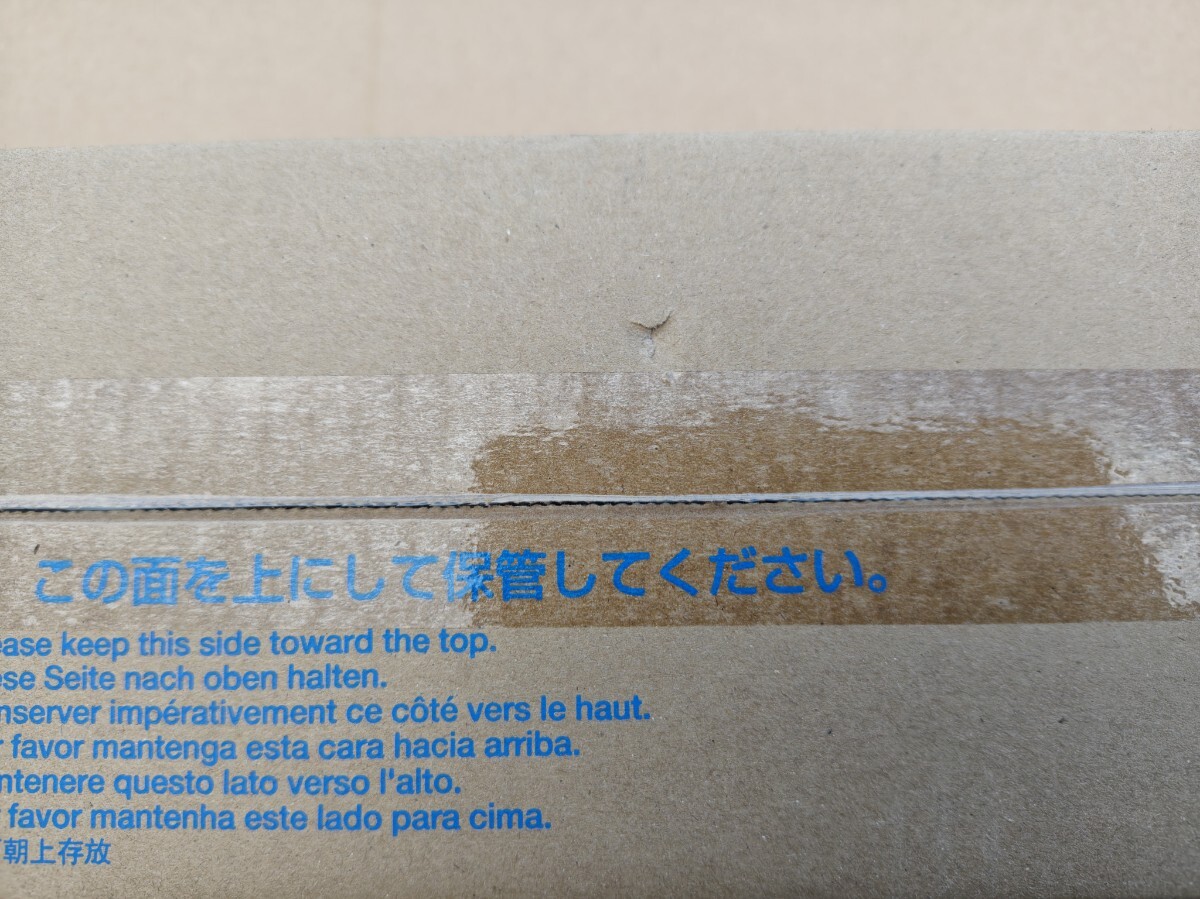 この面を上にして保管してください。
ease keep this side toward the top.
ese Seite nach oben halten.
nserver impérativement ce côté vers le haut.
r favor mantenga esta cara hacia arriba.
ntenere questo lato verso l'alto.
r favor mantenha este lado para cima.
朝上存放